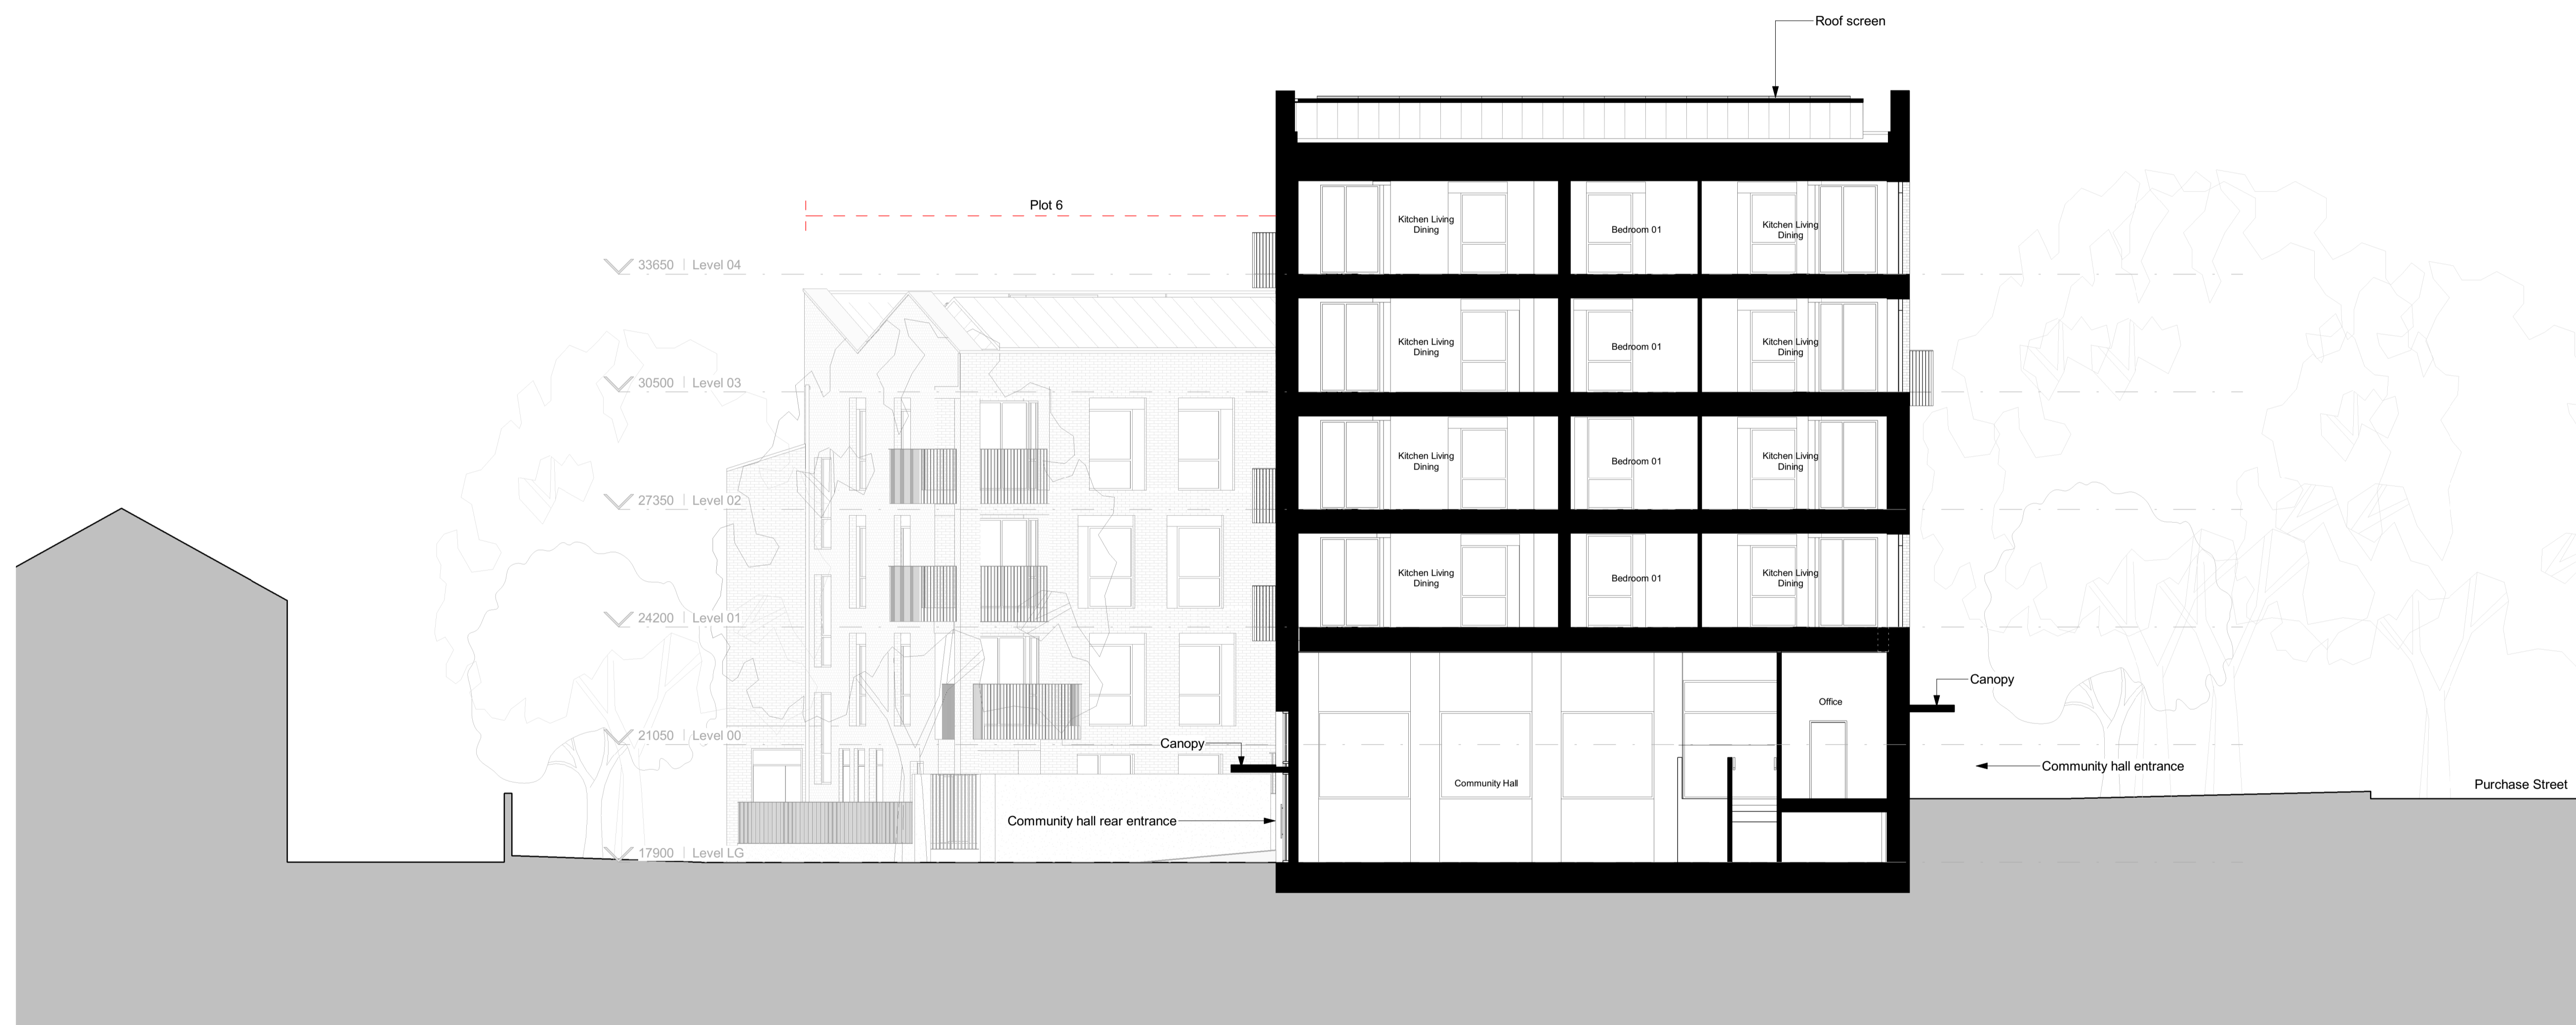 Roof screen
Plot 6
Kitchen Living
Dining
Bedroom 01
Kitchen Living
Dining
33650 | Level 04
Kitchen Living
Dining
Bedroom 01
Kitchen Living
Dining
30500 | Level 03
Kitchen Living
Dining
Bedroom 01
Kitchen Living
Dining
27350 | Level 02
Kitchen Living
Dining
Bedroom 01
Kitchen Living
Dining
24200 | Level 01
Canopy
Office
21050 | Level 00
Canopy
Community hall entrance
Community Hall
Purchase Street
Community hall rear entrance
17900 | Level LG